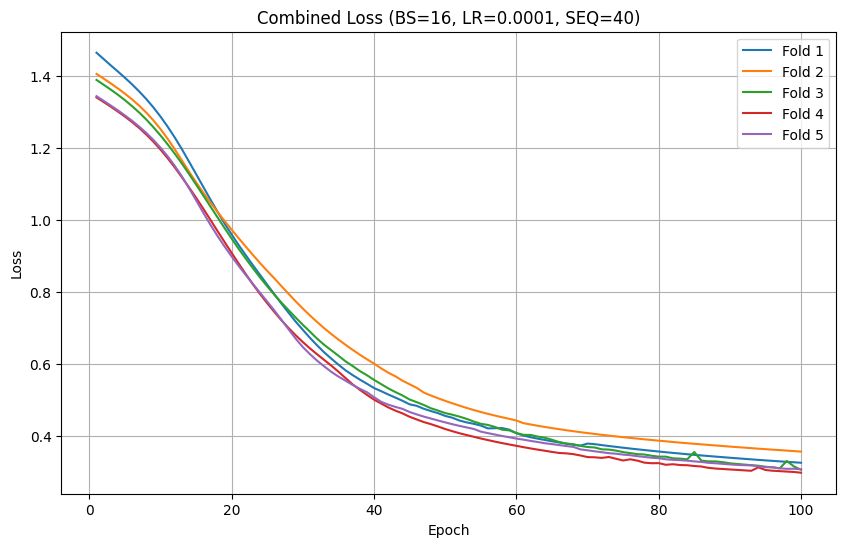 Combined Loss (BS=16, LR=0.0001, SEQ=40)
Loss
1.4
1.2
1.0
0.8
0.6
0.4
Fold 1
Fold 2
Fold 3
Fold 4
Fold 5
0 20 40 60 80 100
Epoch